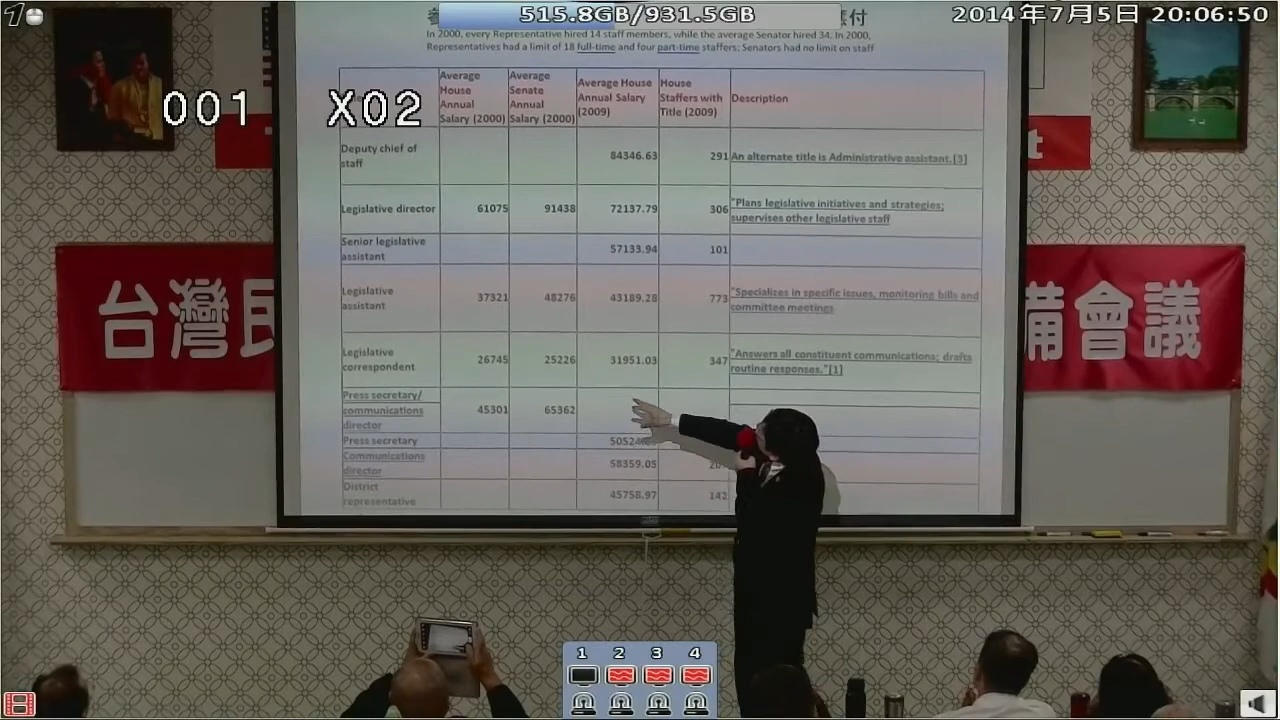 515.8GB/931.5GB
2014年7月5日 20:06:50
付
In 2000, every Representative hired 14 staff members, while the average Senator hired 34. In 2000,
Representatives had a limit of 18 full-time and four part-time staffers; Senators had no limit on staff
001 X02
Average House Annual Salary (2000)
Average Senate Annual Salary (2000)
Average House Annual Salary (2009)
House Staffers with Title (2009)
Description
t
Deputy chief of staff 84346.63 291 An alternate title is Administrative assistant.[3]
Legislative director 61075 91438 72137.79 306 "Plans legislative initiatives and strategies; supervises other legislative staff
Senior legislative assistant 57133.94 101
Legislative assistant 37321 48276 43189.28 773 "Specializes in specific issues, monitoring bills and committee meetings
Legislative correspondent 26745 25226 31951.03 347 "Answers all constituent communications; drafts routine responses."[1]
Press secretary/ communications director 45301 65362
Press secretary
Communications director 58359.05
District representative 45758.97 142
台灣民
備會議
1 2 3 4